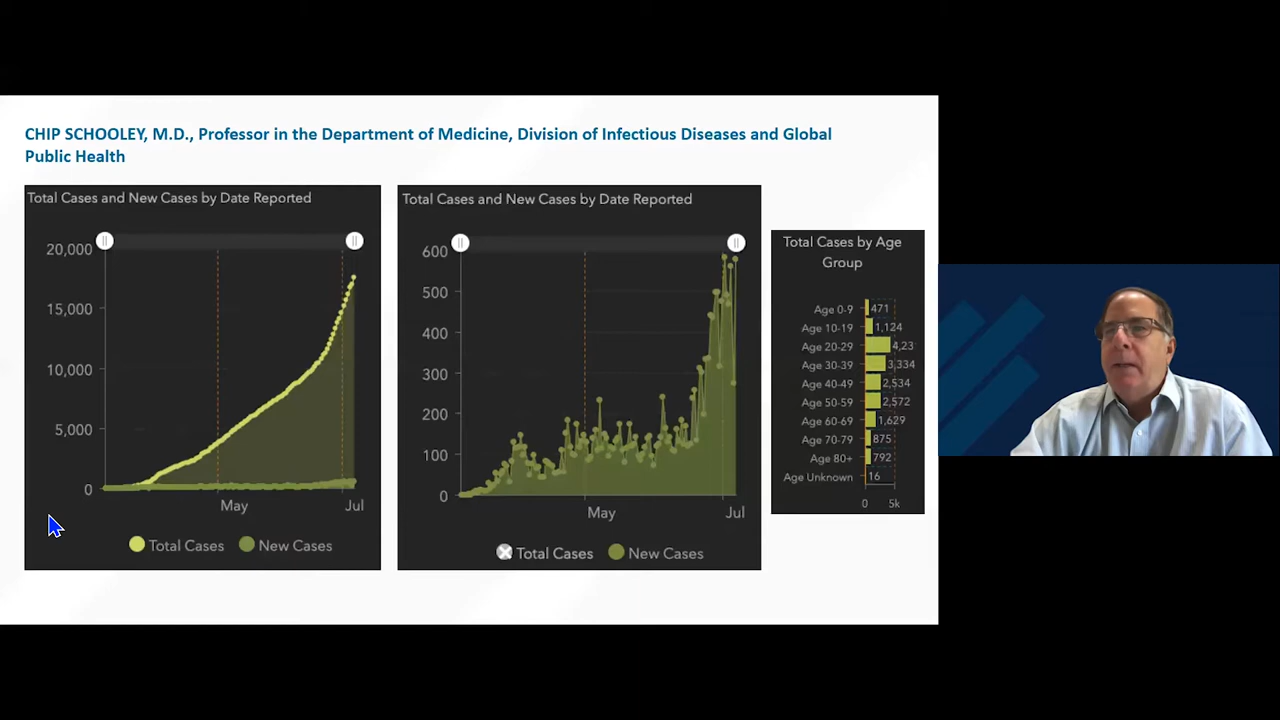 CHIP SCHOOLEY, M.D., Professor in the Department of Medicine, Division of Infectious Diseases and Global
Public Health
Total Cases and New Cases by Date Reported
20,000
15,000
10,000
5,000
0
May
Jul
Total Cases
New Cases
Total Cases and New Cases by Date Reported
600
500
400
300
200
100
0
May
Jul
Total Cases
New Cases
Total Cases by Age
Group
Age 0-9 471
Age 10-19 1,124
Age 20-29 4,23
Age 30-39 3,334
Age 40-49 2,534
Age 50-59 2,572
Age 60-69 1,629
Age 70-79 875
Age 80+ 792
Age Unknown 16
0 5k